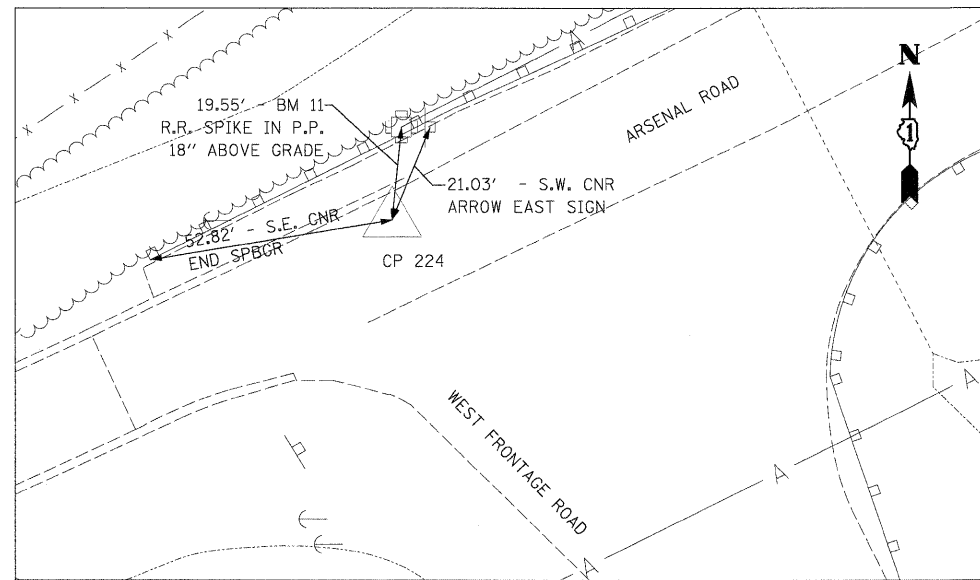 N
1
19.55' - BM 11
R.R. SPIKE IN P.P.
18" ABOVE GRADE
ARSENAL ROAD
21.03' - S.W. CNR
ARROW EAST SIGN
52.82' - S.E. CNR
END SPBGR
CP 224
WEST FRONTAGE ROAD
X
X
X
A
A
A